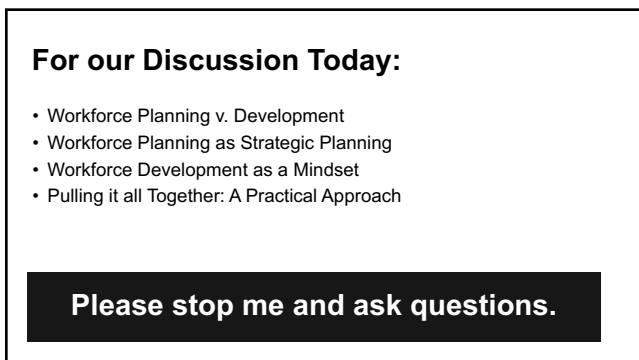 For our Discussion Today:
• Workforce Planning v. Development
• Workforce Planning as Strategic Planning
• Workforce Development as a Mindset
• Pulling it all Together: A Practical Approach
Please stop me and ask questions.